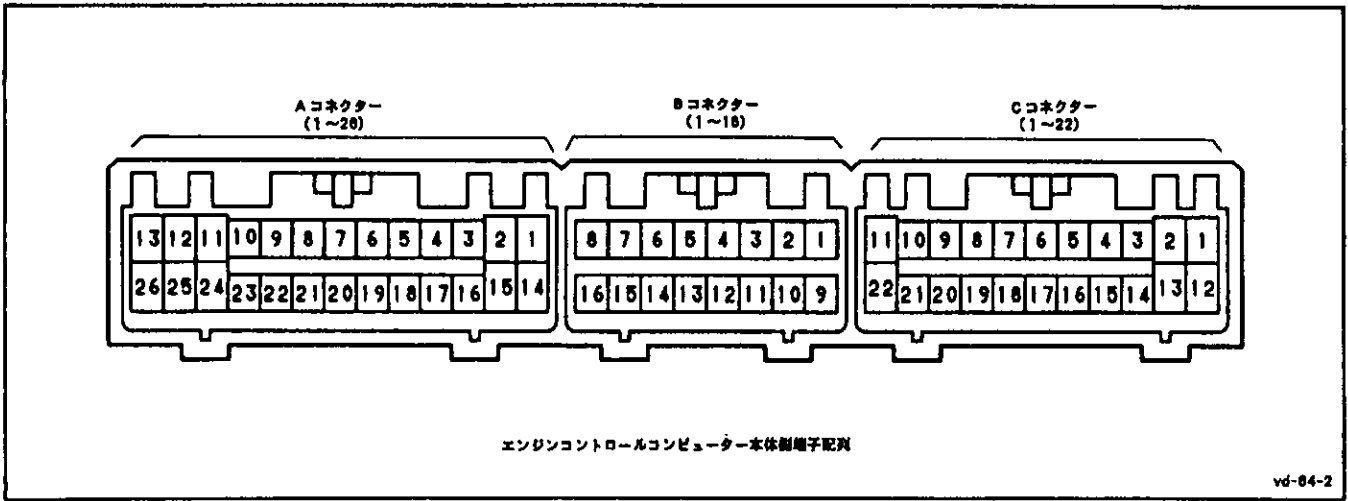 Aコネクター
(1~26)
Bコネクター
(1~16)
Cコネクター
(1~22)
13 12 11 10 9 8 7 6 5 4 3 2 1
8 7 6 5 4 3 2 1
11 10 9 8 7 6 5 4 3 2 1
26 25 24 23 22 21 20 19 18 17 16 15 14
16 15 14 13 12 11 10 9
22 21 20 19 18 17 16 15 14 13 12
エンジンコントロールコンピューター本体側端子配列
vd-64-2